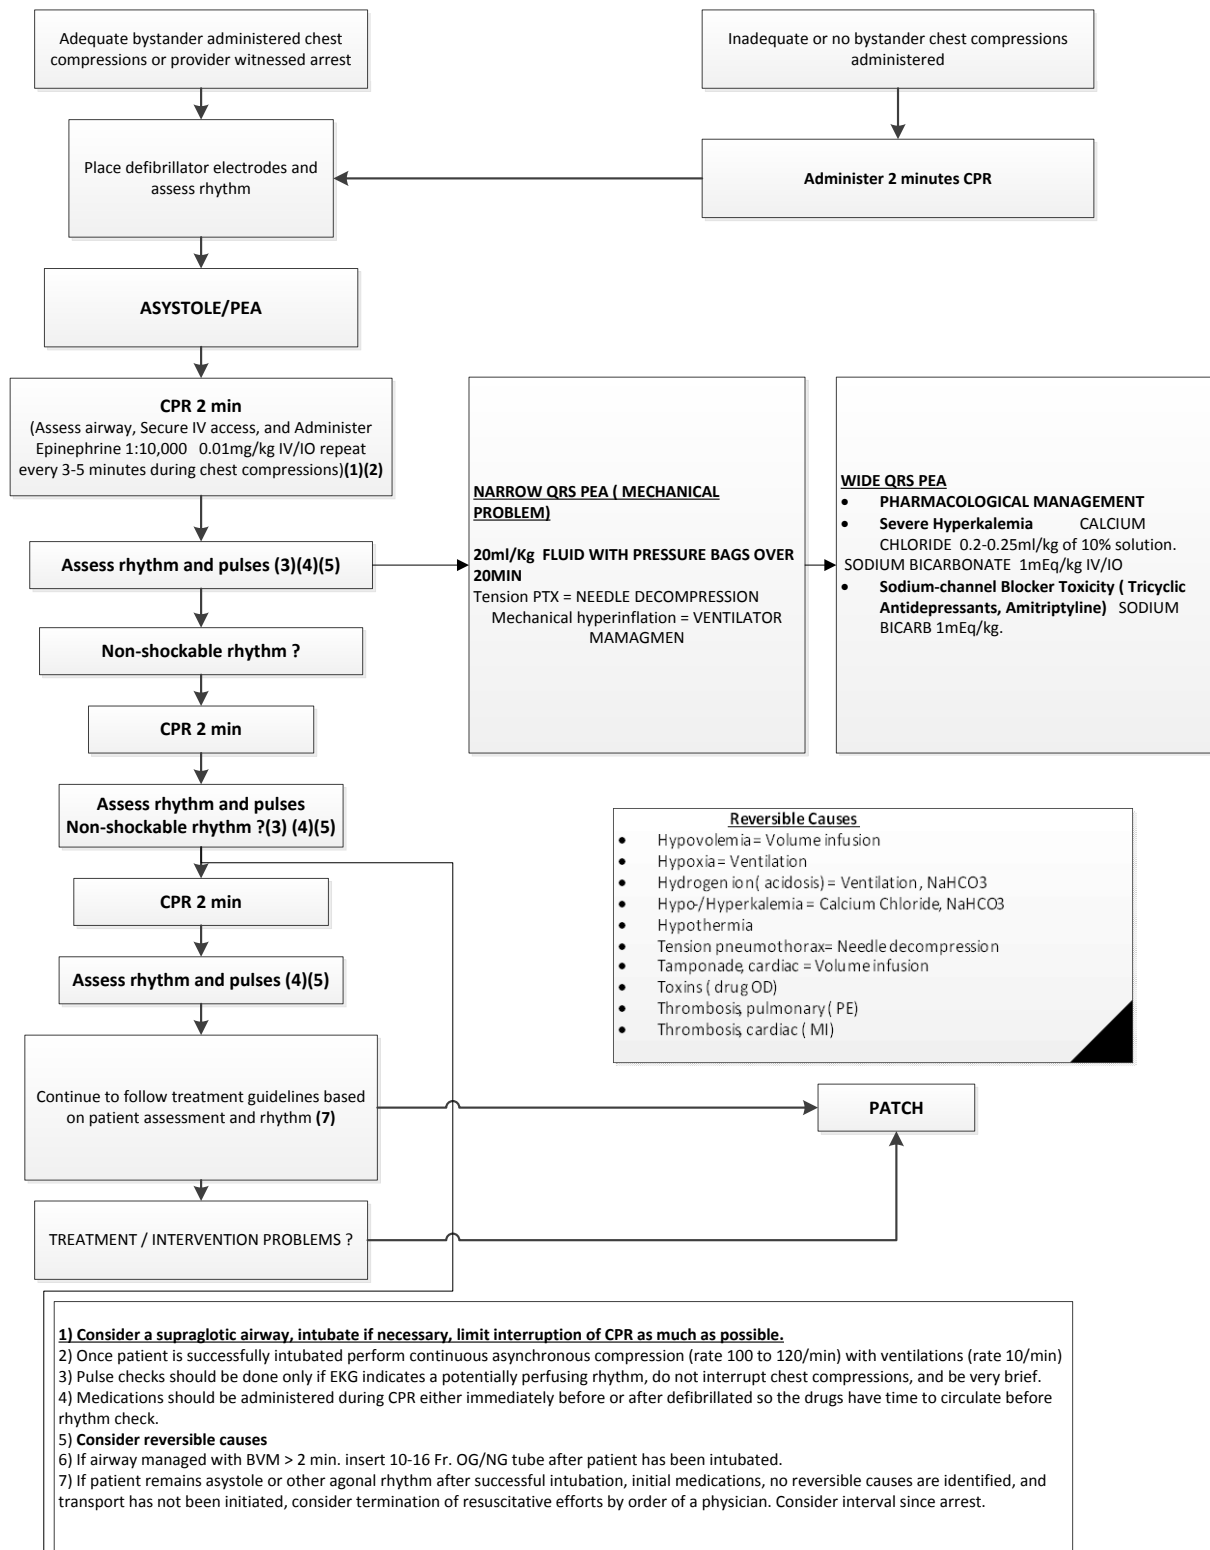 Adequate bystander administered chest
compressions or provider witnessed arrest
Inadequate or no bystander chest compressions
administered
Place defibrillator electrodes and
assess rhythm
Administer 2 minutes CPR
ASYSTOLE/PEA
CPR 2 min
(Assess airway, Secure IV access, and Administer
Epinephrine 1:10,000 0.01mg/kg IV/IO repeat
every 3-5 minutes during chest compressions)(1)(2)
Assess rhythm and pulses (3)(4)(5)
NARROW QRS PEA ( MECHANICAL
PROBLEM)
20ml/Kg FLUID WITH PRESSURE BAGS OVER
20MIN
Tension PTX = NEEDLE DECOMPRESSION
Mechanical hyperinflation = VENTILATOR
MAMAGMEN
WIDE QRS PEA
• PHARMACOLOGICAL MANAGEMENT
• Severe Hyperkalemia CALCIUM
CHLORIDE 0.2-0.25ml/kg of 10% solution.
SODIUM BICARBONATE 1mEq/kg IV/IO
• Sodium-channel Blocker Toxicity ( Tricyclic
Antidepressants, Amitriptyline) SODIUM
BICARB 1mEq/kg.
Non-shockable rhythm ?
CPR 2 min
Assess rhythm and pulses
Non-shockable rhythm ?(3) (4)(5)
CPR 2 min
Assess rhythm and pulses (4)(5)
Reversible Causes
• Hypovolemia= Volume infusion
• Hypoxia= Ventilation
• Hydrogen ion( acidosis) = Ventilation, NaHCO3
• Hypo-/Hyperkalemia = Calcium Chloride, NaHCO3
• Hypothermia
• Tension pneumothorax= Needle decompression
• Tamponade, cardiac = Volume infusion
• Toxins ( drug OD)
• Thrombosis, pulmonary ( PE)
• Thrombosis, cardiac ( MI)
Continue to follow treatment guidelines based
on patient assessment and rhythm (7)
PATCH
TREATMENT / INTERVENTION PROBLEMS ?
1) Consider a supraglotic airway, intubate if necessary, limit interruption of CPR as much as possible.
2) Once patient is successfully intubated perform continuous asynchronous compression (rate 100 to 120/min) with ventilations (rate 10/min)
3) Pulse checks should be done only if EKG indicates a potentially perfusing rhythm, do not interrupt chest compressions, and be very brief.
4) Medications should be administered during CPR either immediately before or after defibrillated so the drugs have time to circulate before
rhythm check.
5) Consider reversible causes
6) If airway managed with BVM > 2 min. insert 10-16 Fr. OG/NG tube after patient has been intubated.
7) If patient remains asystole or other agonal rhythm after successful intubation, initial medications, no reversible causes are identified, and
transport has not been initiated, consider termination of resuscitative efforts by order of a physician. Consider interval since arrest.